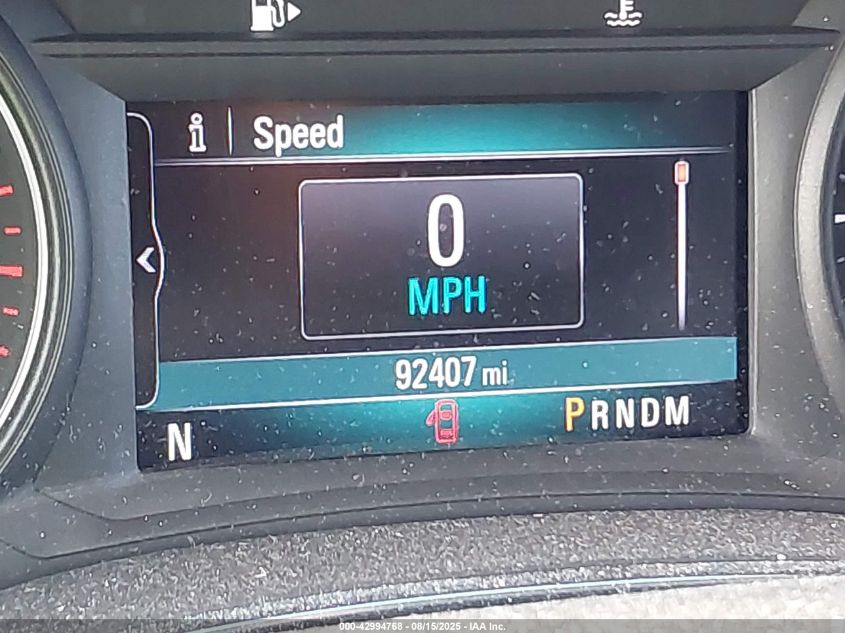 i Speed
0
MPH
92407 mi
N PRNDM
000-42994768 - 08/15/2025 - IAA Inc.